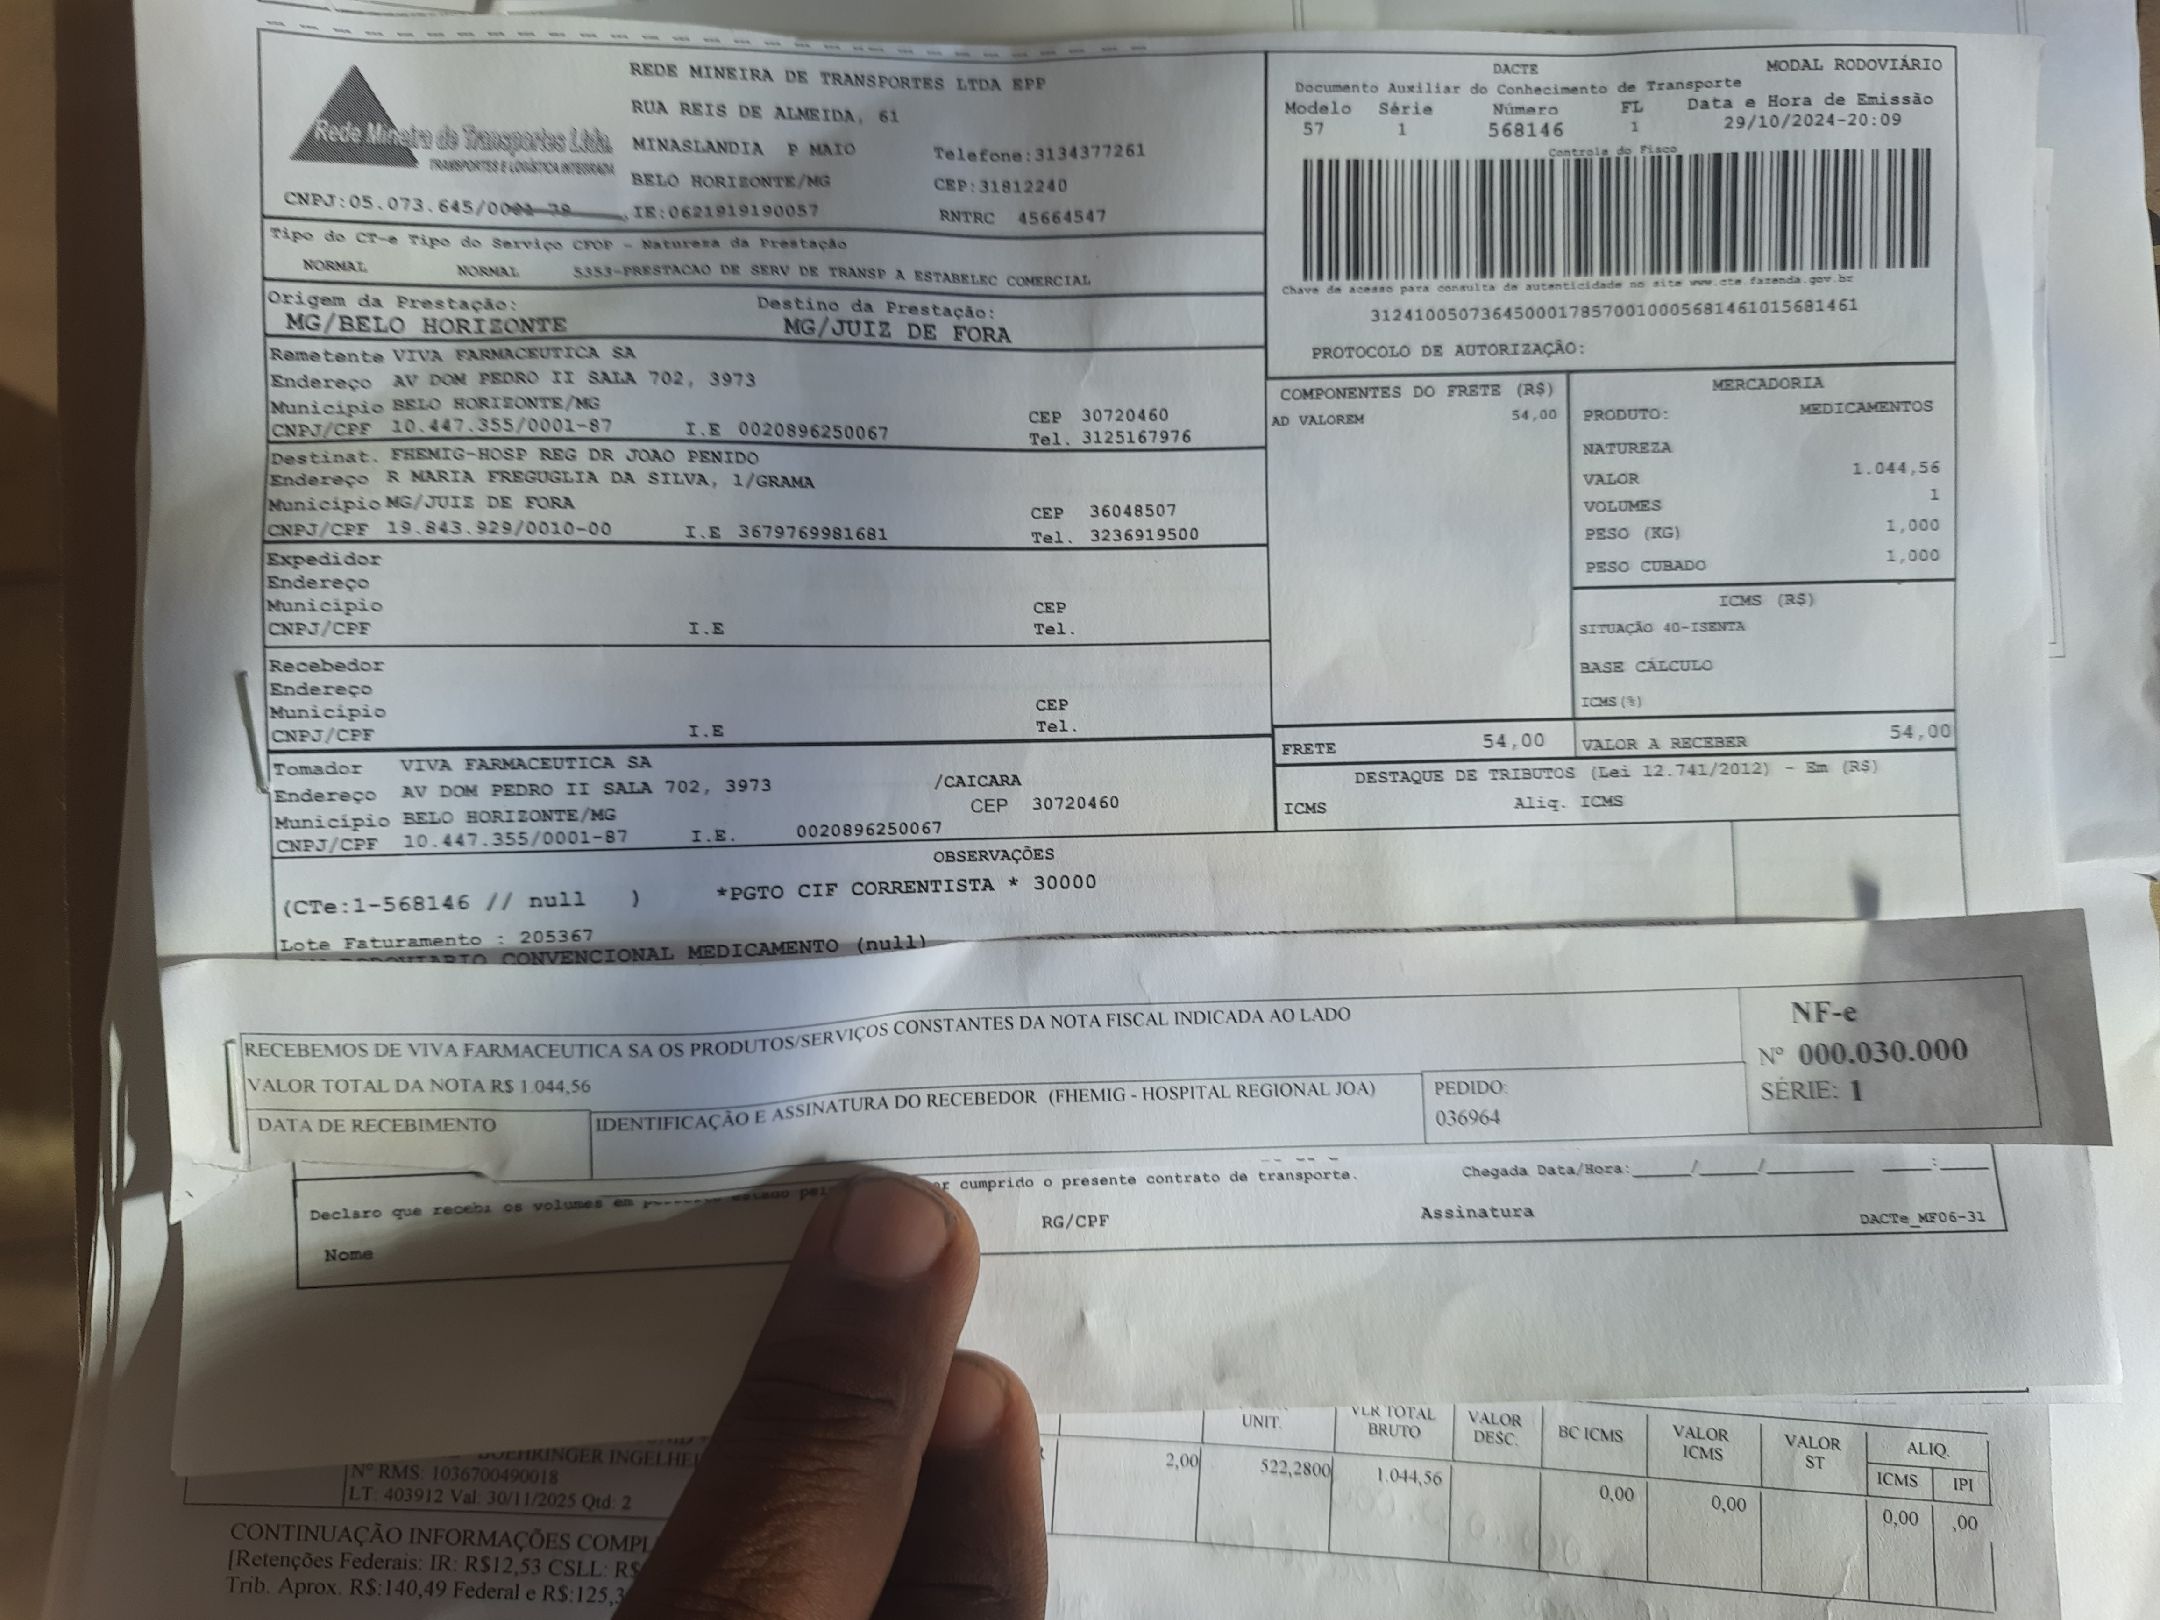 REDE MINEIRA DE TRANSPORTES LTDA EPP
RUA REIS DE ALMEIDA, 61
MINASLANDIA P MAIO Telefone:3134377261
BELO HORIZONTE/MG CEP:31812240
Rede Mineira de Transportes Ltda.
TRANSPORTES E LOGÍSTICA INTEGRADA
CNPJ:05.073.645/0001-78 IE:0621919190057 RNTRC 45664547
DACTE MODAL RODOVIÁRIO
Documento Auxiliar do Conhecimento de Transporte
Modelo Série Número FL Data e Hora de Emissão
57 1 568146 1 29/10/2024-20:09
Controle do Fisco
Chave de acesso para consulta de autenticidade no site www.cte.fazenda.gov.br
31241005073645000178570010005681461015681461
PROTOCOLO DE AUTORIZAÇÃO:
Tipo do CT-e Tipo do Serviço CFOP - Natureza da Prestação
NORMAL NORMAL 5353-PRESTACAO DE SERV DE TRANSP A ESTABELEC COMERCIAL
Origem da Prestação: Destino da Prestação:
MG/BELO HORIZONTE MG/JUIZ DE FORA
Remetente VIVA FARMACEUTICA SA
Endereço AV DOM PEDRO II SALA 702, 3973
Município BELO HORIZONTE/MG CEP 30720460
CNPJ/CPF 10.447.355/0001-87 I.E 0020896250067 Tel. 3125167976
Destinat. FHEMIG-HOSP REG DR JOAO PENIDO
Endereço R MARIA FREGUGLIA DA SILVA, 1/GRAMA
Município MG/JUIZ DE FORA CEP 36048507
CNPJ/CPF 19.843.929/0010-00 I.E 3679769981681 Tel. 3236919500
Expedidor
Endereço
Município CEP
CNPJ/CPF I.E Tel.
Recebedor
Endereço
Município CEP
CNPJ/CPF I.E Tel.
Tomador VIVA FARMACEUTICA SA
Endereço AV DOM PEDRO II SALA 702, 3973 /CAICARA
Município BELO HORIZONTE/MG CEP 30720460
CNPJ/CPF 10.447.355/0001-87 I.E. 0020896250067
COMPONENTES DO FRETE (R$)
AD VALOREM 54,00
MERCADORIA
PRODUTO: MEDICAMENTOS
NATUREZA
VALOR 1.044,56
VOLUMES 1
PESO (KG) 1,000
PESO CUBADO 1,000
ICMS (R$)
SITUAÇÃO 40-ISENTA
BASE CÁLCULO
ICMS(%)
FRETE 54,00 VALOR A RECEBER 54,00
DESTAQUE DE TRIBUTOS (Lei 12.741/2012) - Em (R$)
ICMS Aliq. ICMS
OBSERVAÇÕES
(CTe:1-568146 // null ) *PGTO CIF CORRENTISTA * 30000
Lote Faturamento : 205367
RODOVIARIO CONVENCIONAL MEDICAMENTO (null)
RECEBEMOS DE VIVA FARMACEUTICA SA OS PRODUTOS/SERVIÇOS CONSTANTES DA NOTA FISCAL INDICADA AO LADO
VALOR TOTAL DA NOTA R$ 1.044,56
DATA DE RECEBIMENTO
IDENTIFICAÇÃO E ASSINATURA DO RECEBEDOR (FHEMIG - HOSPITAL REGIONAL JOA)
PEDIDO:
036964
NF-e
Nº 000.030.000
SÉRIE: 1
Declaro que recebi os volumes em estado cumprido o presente contrato de transporte. Chegada Data/Hora:____/____/______ ___:___
Nome RG/CPF Assinatura DACTe_MF06-31
BOEHRINGER INGELHEI
Nº RMS: 1036700490018
LT: 403912 Val: 30/11/2025 Qtd: 2
UNIT. VLR TOTAL BRUTO VALOR DESC. BC ICMS VALOR ICMS VALOR ST ALIQ. ICMS IPI
2,00 522,2800 1.044,56 0,00 0,00 0,00 ,00
CONTINUAÇÃO INFORMAÇÕES COMPL
[Retenções Federais: IR: R$12,53 CSLL: R$
Trib. Aprox. R$:140,49 Federal e R$:125,3